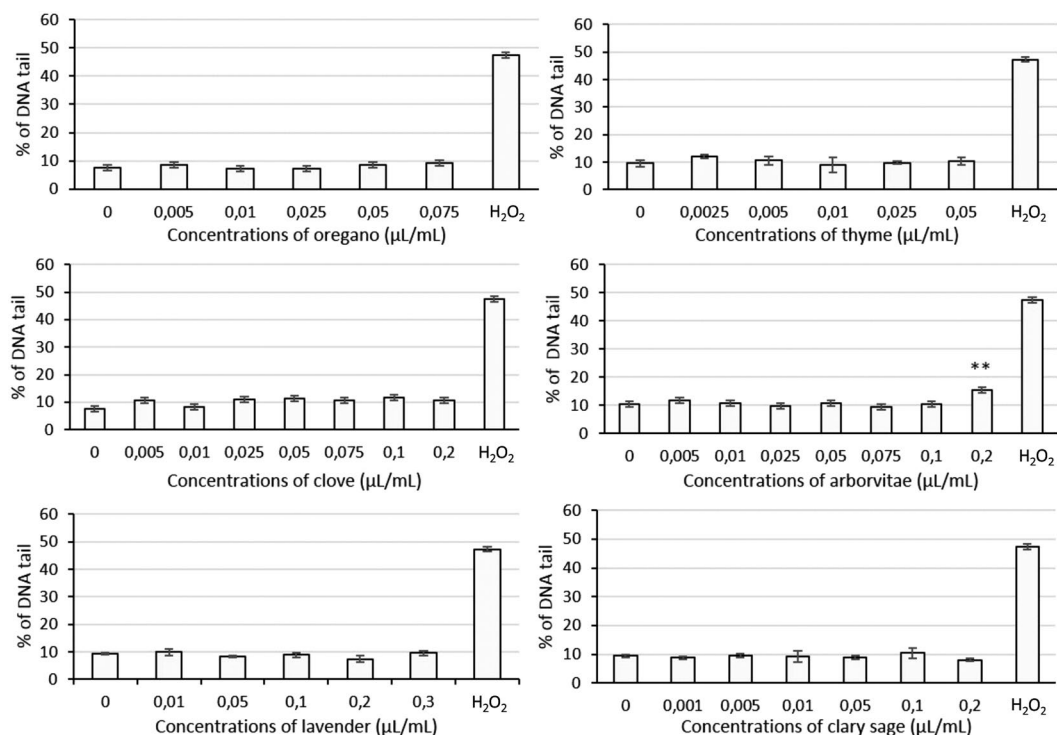 % of DNA tail
60
50
40
30
20
10
0
0 0,005 0,01 0,025 0,05 0,075 H₂O₂
Concentrations of oregano (µL/mL)
% of DNA tail
60
50
40
30
20
10
0
0 0,0025 0,005 0,01 0,025 0,05 H₂O₂
Concentrations of thyme (µL/mL)
% of DNA tail
60
50
40
30
20
10
0
0 0,005 0,01 0,025 0,05 0,075 0,1 0,2 H₂O₂
Concentrations of clove (µL/mL)
% of DNA tail
60
50
40
30
20
10
0
**
0 0,005 0,01 0,025 0,05 0,075 0,1 0,2 H₂O₂
Concentrations of arborvitae (µL/mL)
% of DNA tail
60
50
40
30
20
10
0
0 0,01 0,05 0,1 0,2 0,3 H₂O₂
Concentrations of lavender (µL/mL)
% of DNA tail
60
50
40
30
20
10
0
0 0,001 0,005 0,01 0,05 0,1 0,2 H₂O₂
Concentrations of clary sage (µL/mL)